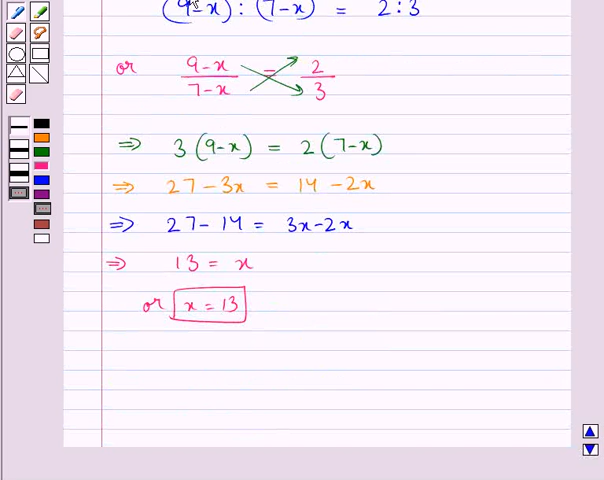 (9-x) : (7-x) = 2:3
or 9-x/7-x = 2/3
⇒ 3(9-x) = 2(7-x)
⇒ 27-3x = 14-2x
⇒ 27-14 = 3x-2x
⇒ 13 = x
or x = 13